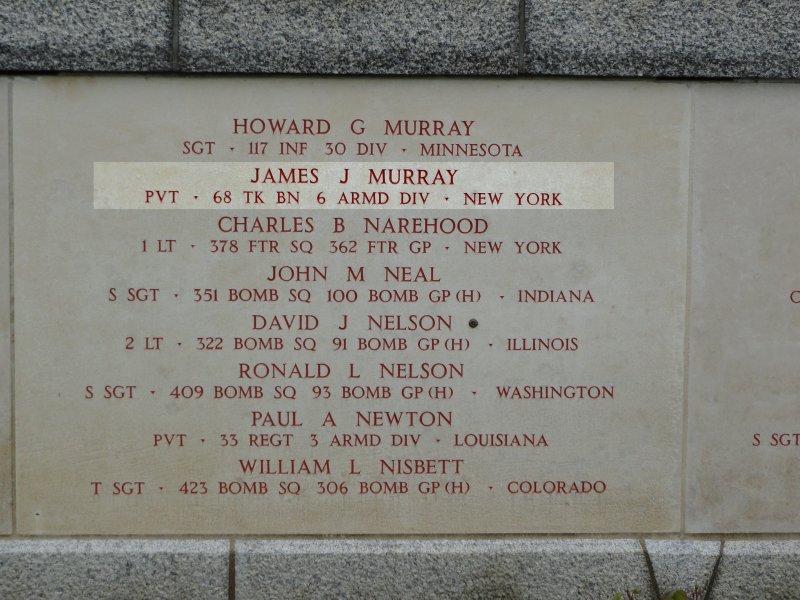 HOWARD G MURRAY
SGT · 117 INF 30 DIV · MINNESOTA
JAMES J MURRAY
PVT · 68 TK BN 6 ARMD DIV · NEW YORK
CHARLES B NAREHOOD
1 LT · 378 FTR SQ 362 FTR GP · NEW YORK
JOHN M NEAL
S SGT · 351 BOMB SQ 100 BOMB GP (H) · INDIANA
DAVID J NELSON
2 LT · 322 BOMB SQ 91 BOMB GP (H) · ILLINOIS
RONALD L NELSON
S SGT · 409 BOMB SQ 93 BOMB GP (H) · WASHINGTON
PAUL A NEWTON
PVT · 33 REGT 3 ARMD DIV · LOUISIANA
WILLIAM L NISBETT
T SGT · 423 BOMB SQ 306 BOMB GP (H) · COLORADO
S SGT